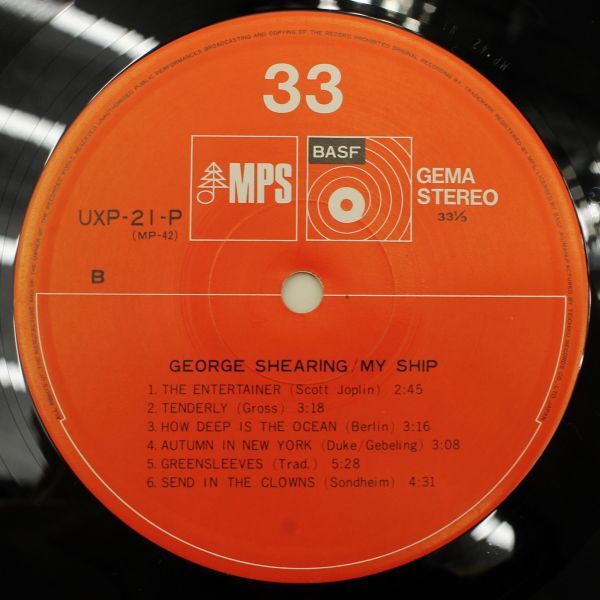 33
MPS
BASF
GEMA
STEREO
33⅓
UXP-21-P
(MP-42)
B
GEORGE SHEARING/MY SHIP
1. THE ENTERTAINER (Scott Joplin) 2:45
2. TENDERLY (Gross) 3:18
3. HOW DEEP IS THE OCEAN (Berlin) 3:16
4. AUTUMN IN NEW YORK (Duke/Gebeling) 3:08
5. GREENSLEEVES (Trad.) 5:28
6. SEND IN THE CLOWNS (Sondheim) 4:31